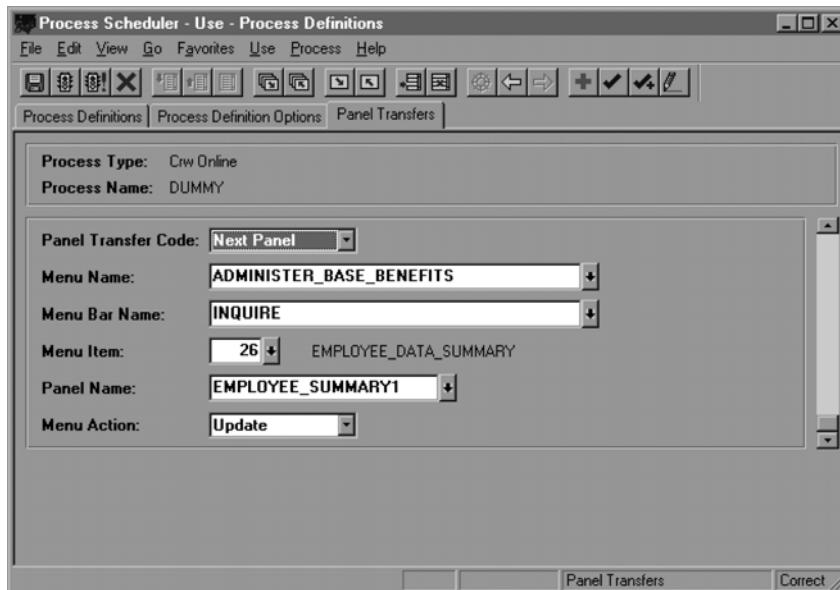 Process Scheduler - Use - Process Definitions
File Edit View Go Favorites Use Process Help
Process Definitions Process Definition Options Panel Transfers
Process Type: Crw Online
Process Name: DUMMY
Panel Transfer Code: Next Panel
Menu Name: ADMINISTER_BASE_BENEFITS
Menu Bar Name: INQUIRE
Menu Item: 26 EMPLOYEE_DATA_SUMMARY
Panel Name: EMPLOYEE_SUMMARY1
Menu Action: Update
Panel Transfers Correct